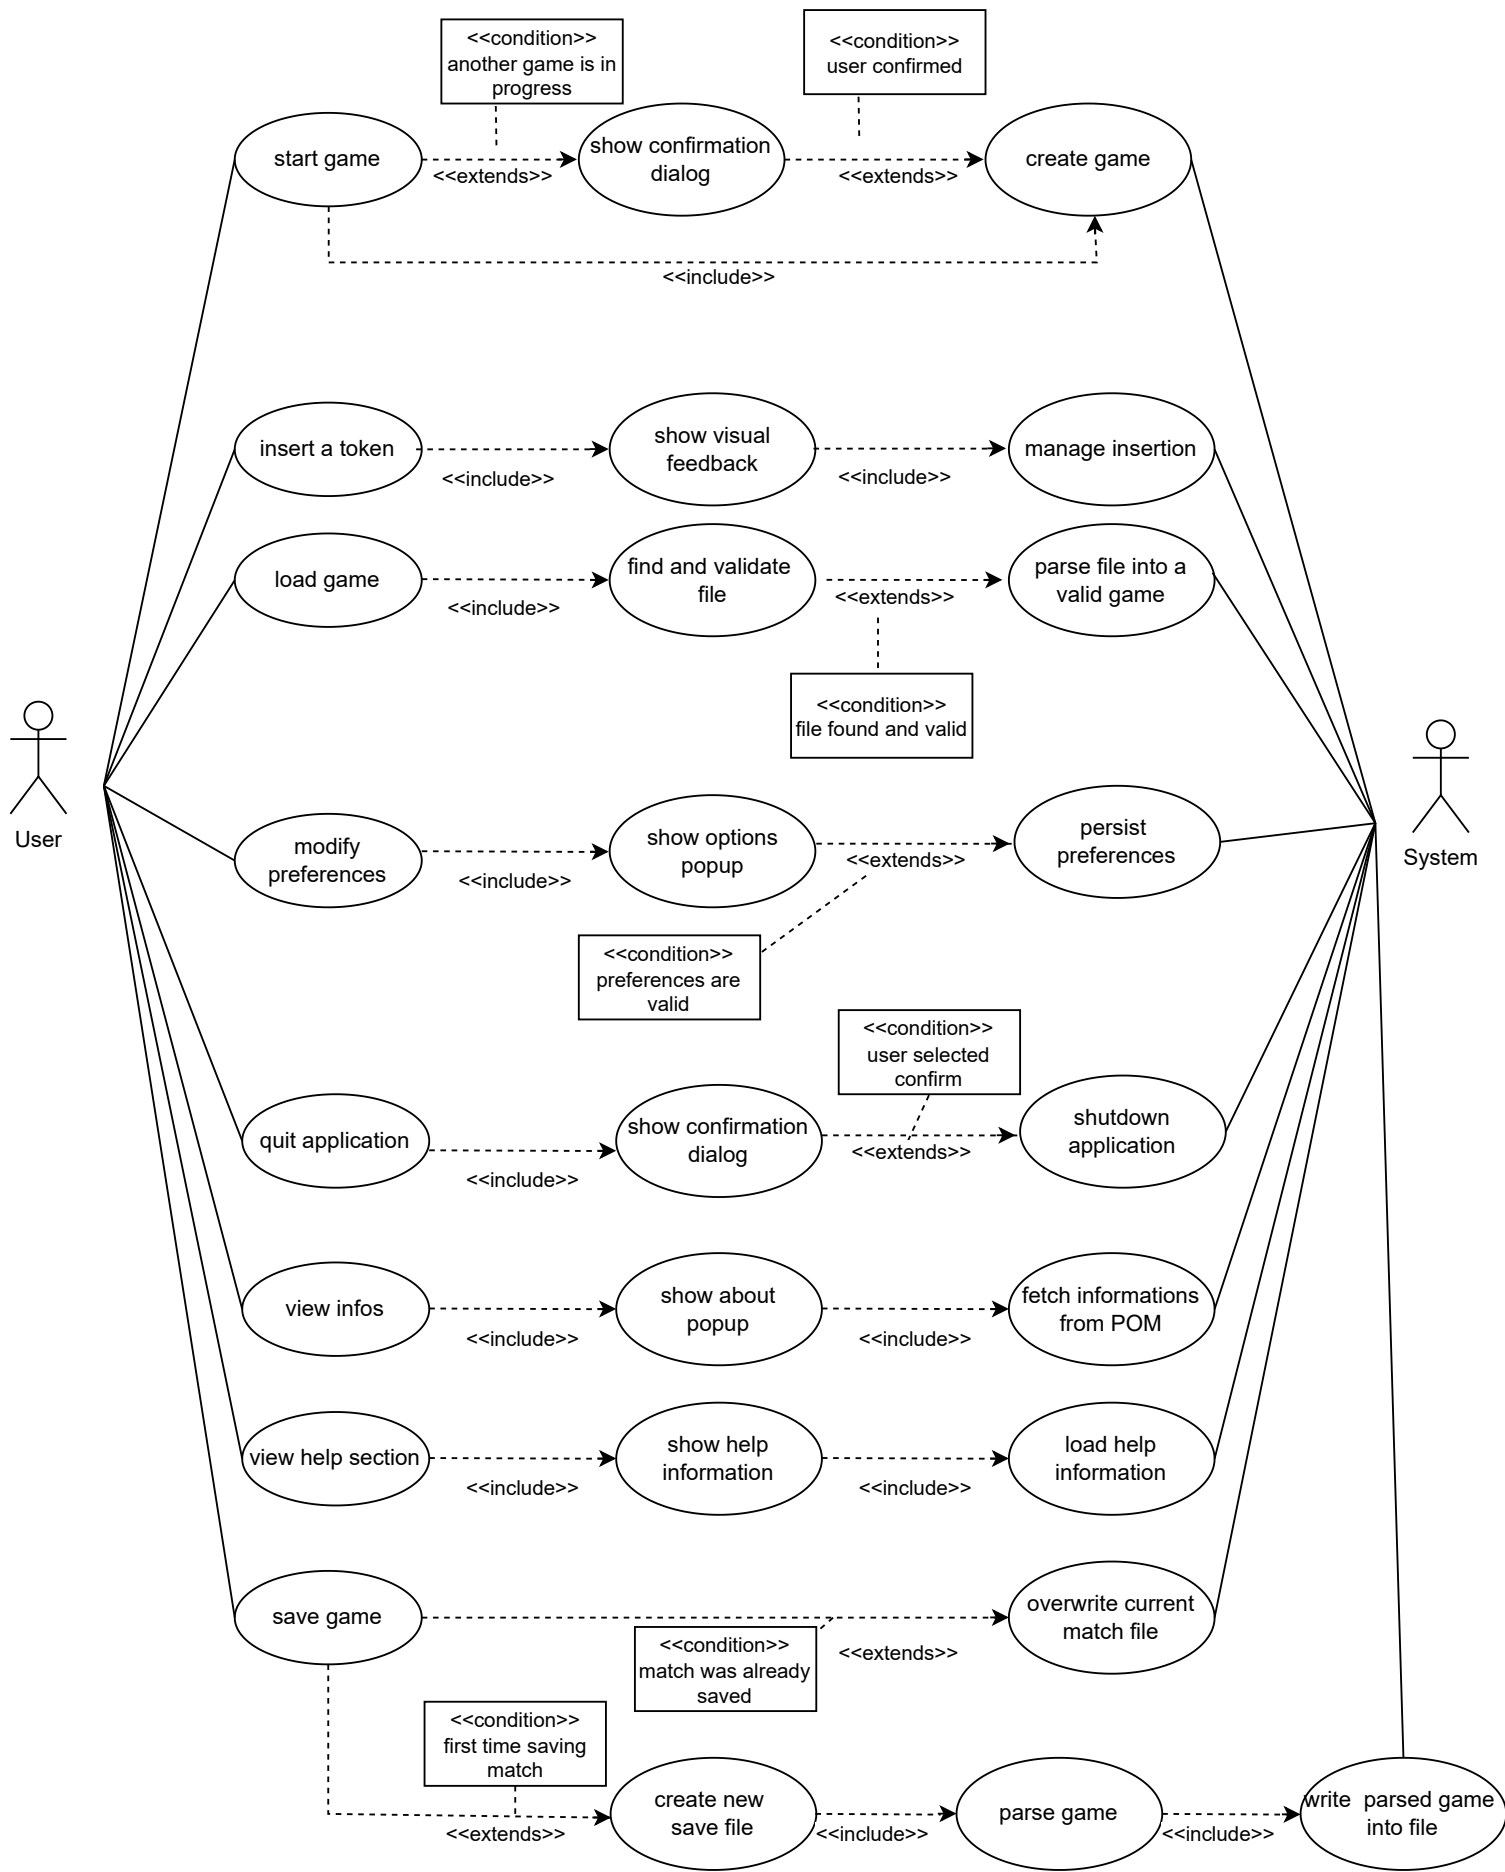 <<condition>>
another game is in
progress
<<condition>>
user confirmed
start game
<<extends>>
show confirmation
dialog
<<extends>>
create game
<<include>>
insert a token
<<include>>
show visual
feedback
<<include>>
manage insertion
load game
<<include>>
find and validate
file
<<extends>>
parse file into a
valid game
<<condition>>
file found and valid
User
System
modify
preferences
<<include>>
show options
popup
<<extends>>
persist
preferences
<<condition>>
preferences are
valid
<<condition>>
user selected
confirm
quit application
<<include>>
show confirmation
dialog
<<extends>>
shutdown
application
view infos
<<include>>
show about
popup
<<include>>
fetch informations
from POM
view help section
<<include>>
show help
information
<<include>>
load help
information
save game
<<condition>>
match was already
saved
<<extends>>
overwrite current
match file
<<condition>>
first time saving
match
<<extends>>
create new
save file
<<include>>
parse game
<<include>>
write  parsed game
into file